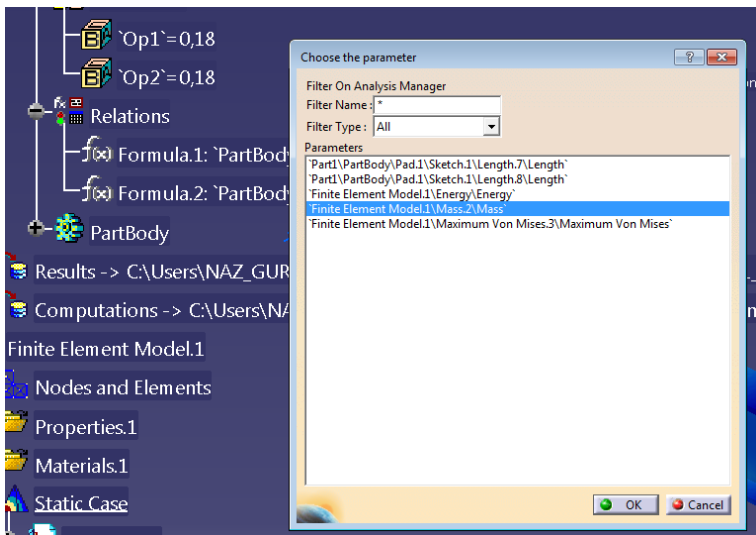 `Op1`=0,18
`Op2`=0,18
Relations
Formula.1: `PartBod
Formula.2: `PartBod
PartBody
Results -> C:\Users\NAZ_GUR
Computations -> C:\Users\NA
Finite Element Model.1
Nodes and Elements
Properties.1
Materials.1
Static Case
Choose the parameter
Filter On Analysis Manager
Filter Name : *
Filter Type : All
Parameters
`Part1\PartBody\Pad.1\Sketch.1\Length.7\Length`
`Part1\PartBody\Pad.1\Sketch.1\Length.8\Length`
`Finite Element Model.1\Energy\Energy`
`Finite Element Model.1\Mass.2\Mass`
`Finite Element Model.1\Maximum Von Mises.3\Maximum Von Mises`
OK
Cancel